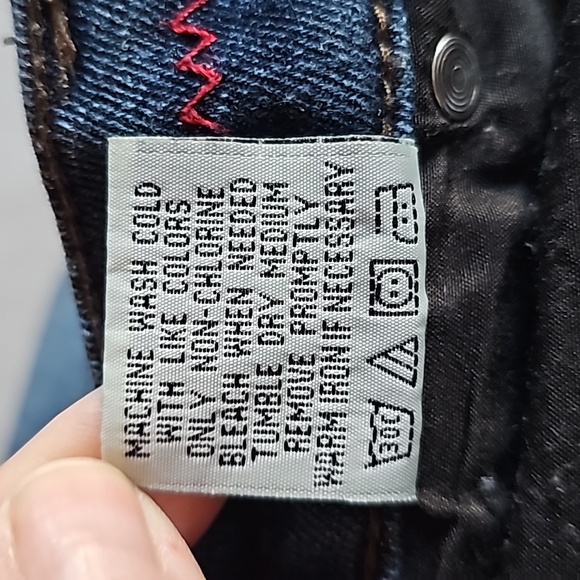 MACHINE WASH COLD
WITH LIKE COLORS
ONLY NON-CHLORINE
BLEACH WHEN NEEDED
TUMBLE DRY MEDIUM
REMOVE PROMPTLY
WARM IRON IF NECESSARY
30C